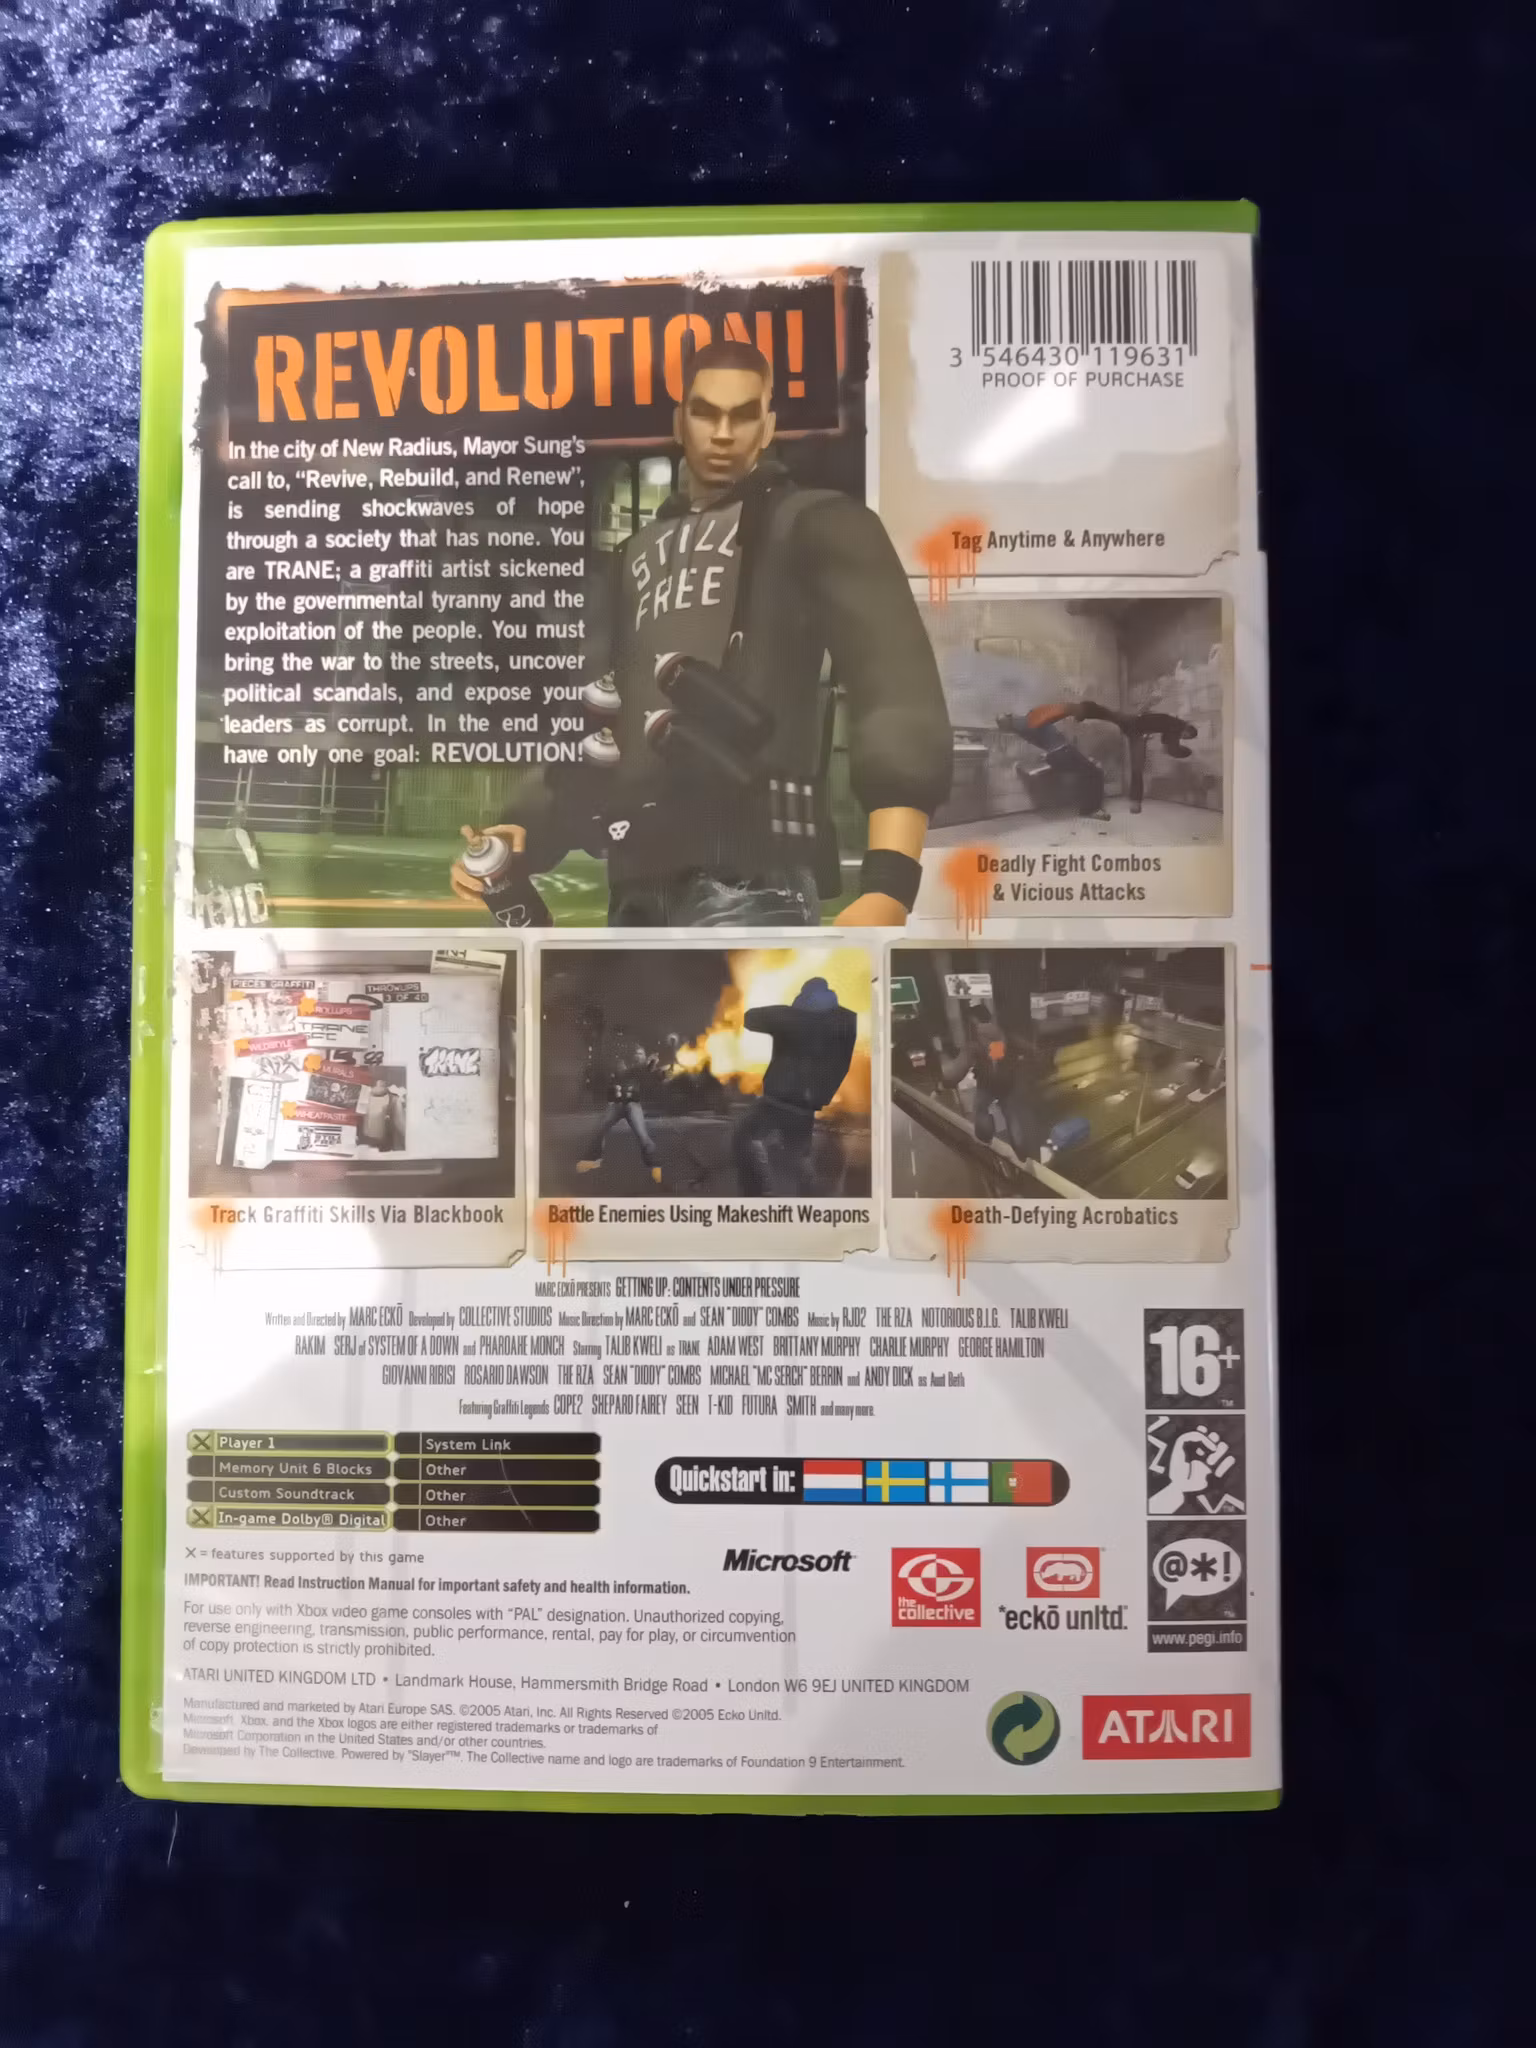 REVOLUTION!
In the city of New Radius, Mayor Sung's
call to, “Revive, Rebuild, and Renew”,
is sending shockwaves of hope
through a society that has none. You
are TRANE; a graffiti artist sickened
by the governmental tyranny and the
exploitation of the people. You must
bring the war to the streets, uncover
political scandals, and expose your
leaders as corrupt. In the end you
have only one goal: REVOLUTION!
STILL
FREE
3 546430 119631
PROOF OF PURCHASE
Tag Anytime & Anywhere
Deadly Fight Combos
& Vicious Attacks
PIECES GRAFFITI
THROWUPS
3 OF 40
ROLLUPS
TRANE
WILDSTYLE
MURALS
WHEATPASTE
TRANE
Track Graffiti Skills Via Blackbook
Battle Enemies Using Makeshift Weapons
Death-Defying Acrobatics
MARC ECKŌ PRESENTS GETTING UP: CONTENTS UNDER PRESSURE
Written and Directed by MARC ECKŌ Developed by COLLECTIVE STUDIOS Music Direction by MARC ECKŌ and SEAN "DIDDY" COMBS Music by RJD2 THE RZA NOTORIOUS B.I.G. TALIB KWELI
RAKIM SERJ of SYSTEM OF A DOWN and PHAROAHE MONCH Starring TALIB KWELI as TRANE ADAM WEST BRITTANY MURPHY CHARLIE MURPHY GEORGE HAMILTON
GIOVANNI RIBISI ROSARIO DAWSON THE RZA SEAN "DIDDY" COMBS MICHAEL "MC SERCH" BERRIN and ANDY DICK as Aunt Beth
Featuring Graffiti Legends COPE2 SHEPARD FAIREY SEEN T-KID FUTURA SMITH and many more.
16+
Player 1
System Link
Memory Unit 6 Blocks
Other
Custom Soundtrack
Other
In-game Dolby® Digital
Other
Quickstart in:
X = features supported by this game
Microsoft
the collective
*eckō unltd.
@*!
www.pegi.info
IMPORTANT! Read Instruction Manual for important safety and health information.
For use only with Xbox video game consoles with "PAL" designation. Unauthorized copying,
reverse engineering, transmission, public performance, rental, pay for play, or circumvention
of copy protection is strictly prohibited.
ATARI UNITED KINGDOM LTD • Landmark House, Hammersmith Bridge Road • London W6 9EJ UNITED KINGDOM
Manufactured and marketed by Atari Europe SAS. ©2005 Atari, Inc. All Rights Reserved ©2005 Ecko Unltd.
Microsoft, Xbox, and the Xbox logos are either registered trademarks or trademarks of
Microsoft Corporation in the United States and/or other countries.
Developed by The Collective. Powered by "Slayer"™. The Collective name and logo are trademarks of Foundation 9 Entertainment.
ATARI